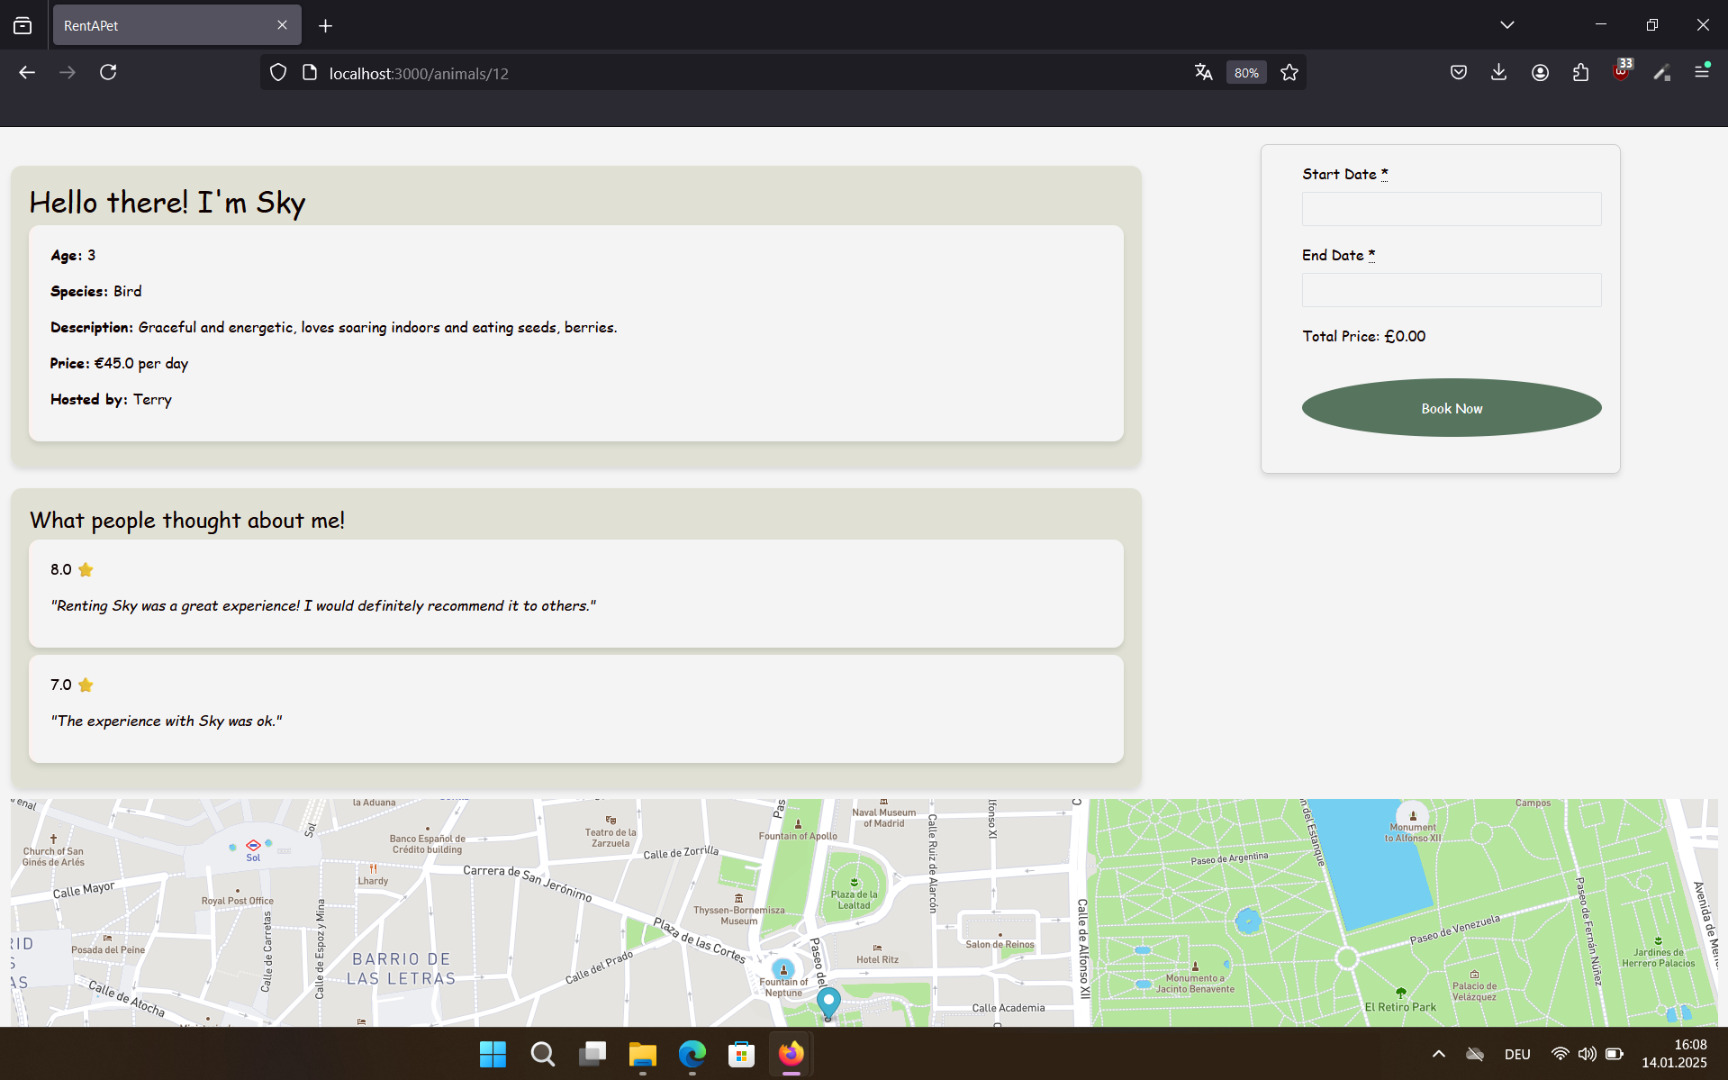 RentAPet
localhost:3000/animals/12
80%
33
Hello there! I'm Sky
Age: 3
Species: Bird
Description: Graceful and energetic, loves soaring indoors and eating seeds, berries.
Price: €45.0 per day
Hosted by: Terry
Start Date *
End Date *
Total Price: £0.00
Book Now
What people thought about me!
8.0
"Renting Sky was a great experience! I would definitely recommend it to others."
7.0
"The experience with Sky was ok."
enal
la Aduana
Sol
Church of San
Ginés de Arlés
Sol
Banco Español de
Crédito building
Teatro de la
Zarzuela
Calle de Zorrilla
Pas
Fountain of Apollo
Naval Museum
of Madrid
Calle Ruiz de Alarcón
lfonso XI
C
n del Estanque
Monument
to Alfonso XII
Campos
Paseo de Argentina
Calle Mayor
Royal Post Office
Lhardy
Carrera de San Jerónimo
Thyssen-Bornemisza
Museum
Plaza de la
Lealtad
Calle de Alfonso XII
Paseo de Venezuela
Paseo de Fernán Núñez
Avenida de Me
RID
S
AS
Posada del Peine
Calle de Carretas
Calle de Espoz y Mina
BARRIO DE
LAS LETRAS
Calle del Prado
Plaza de las Cortes
Paseo del
Hotel Ritz
Salon de Reinos
Fountain of
Neptune
Calle Academia
Monumento a
Jacinto Benavente
Palacio de
Velázquez
El Retiro Park
Jardines de
Herrero Palacios
Calle de Atocha
DEU
16:08
14.01.2025